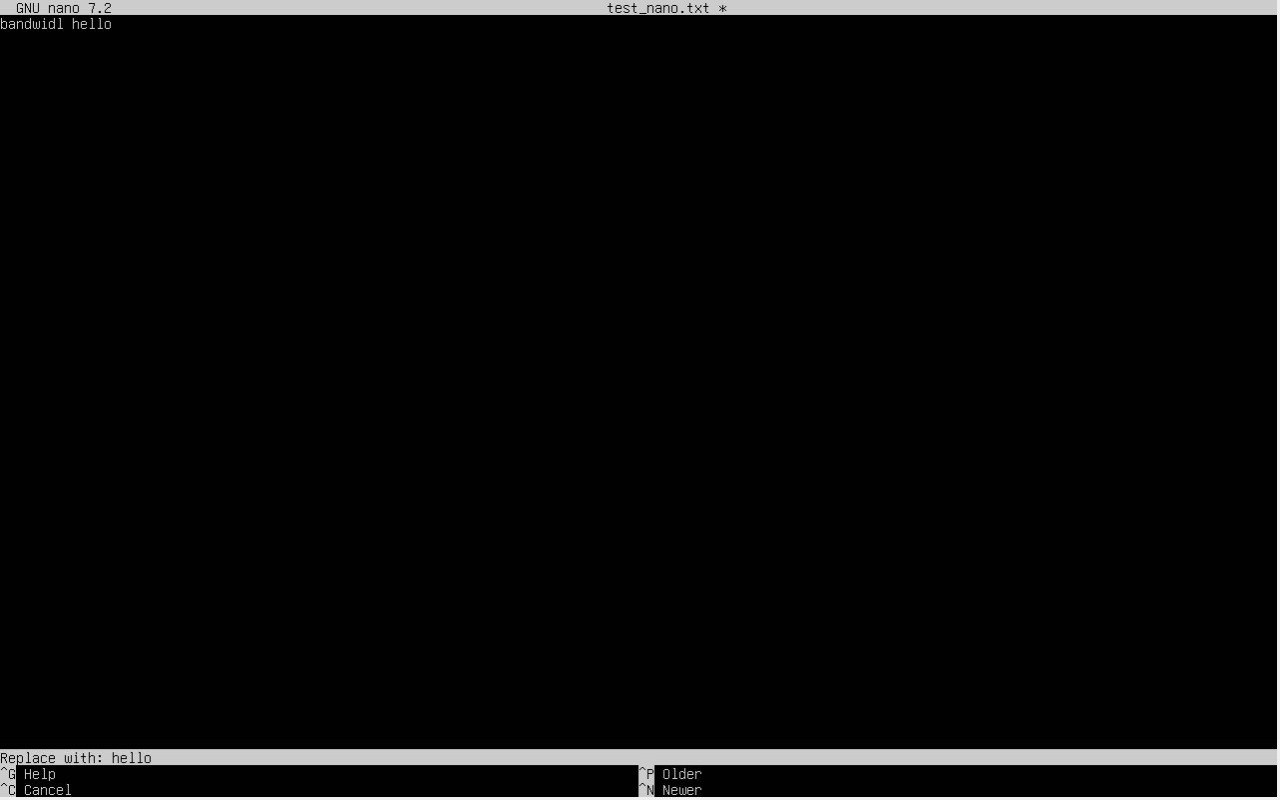 GNU nano 7.2 test_nano.txt *
bandwidl hello
Replace with: hello
^G Help ^P Older
^C Cancel ^N Newer